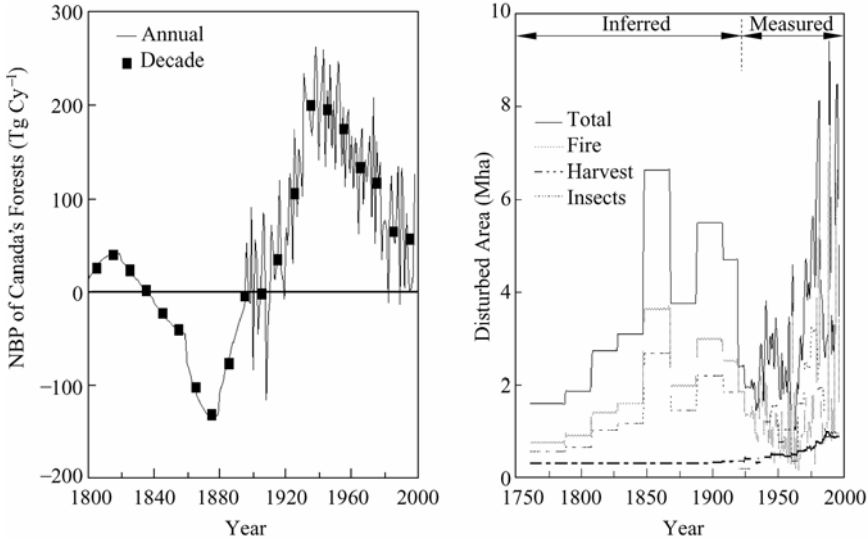 300
200
100
0
−100
−200
1800
1840
1880
1920
1960
2000
Year
NBP of Canada's Forests (Tg Cy⁻¹)
Annual
Decade
10
8
6
4
2
0
1750
1800
1850
1900
1950
2000
Year
Disturbed Area (Mha)
Inferred
Measured
Total
Fire
Harvest
Insects